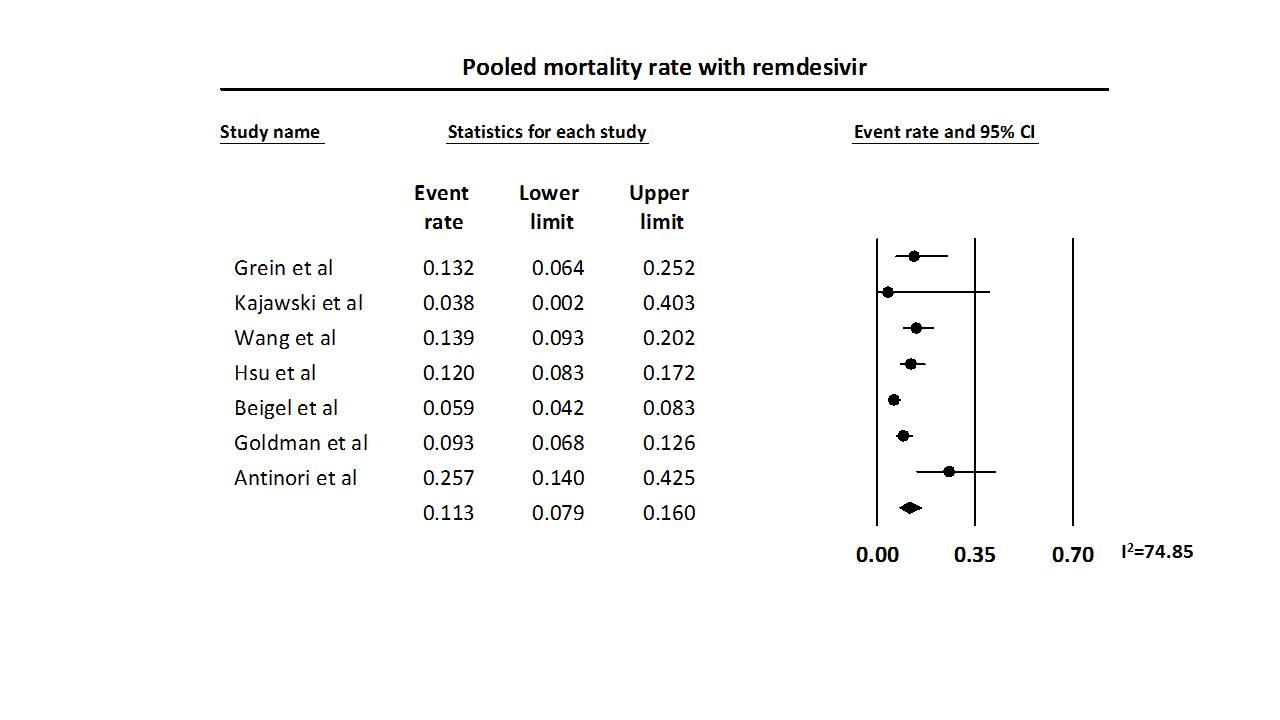 Pooled mortality rate with remdesivir
Study name Statistics for each study Event rate and 95% CI
Event Lower Upper
rate limit limit
Grein et al 0.132 0.064 0.252
Kajawski et al 0.038 0.002 0.403
Wang et al 0.139 0.093 0.202
Hsu et al 0.120 0.083 0.172
Beigel et al 0.059 0.042 0.083
Goldman et al 0.093 0.068 0.126
Antinori et al 0.257 0.140 0.425
0.113 0.079 0.160
0.00 0.35 0.70 I²=74.85